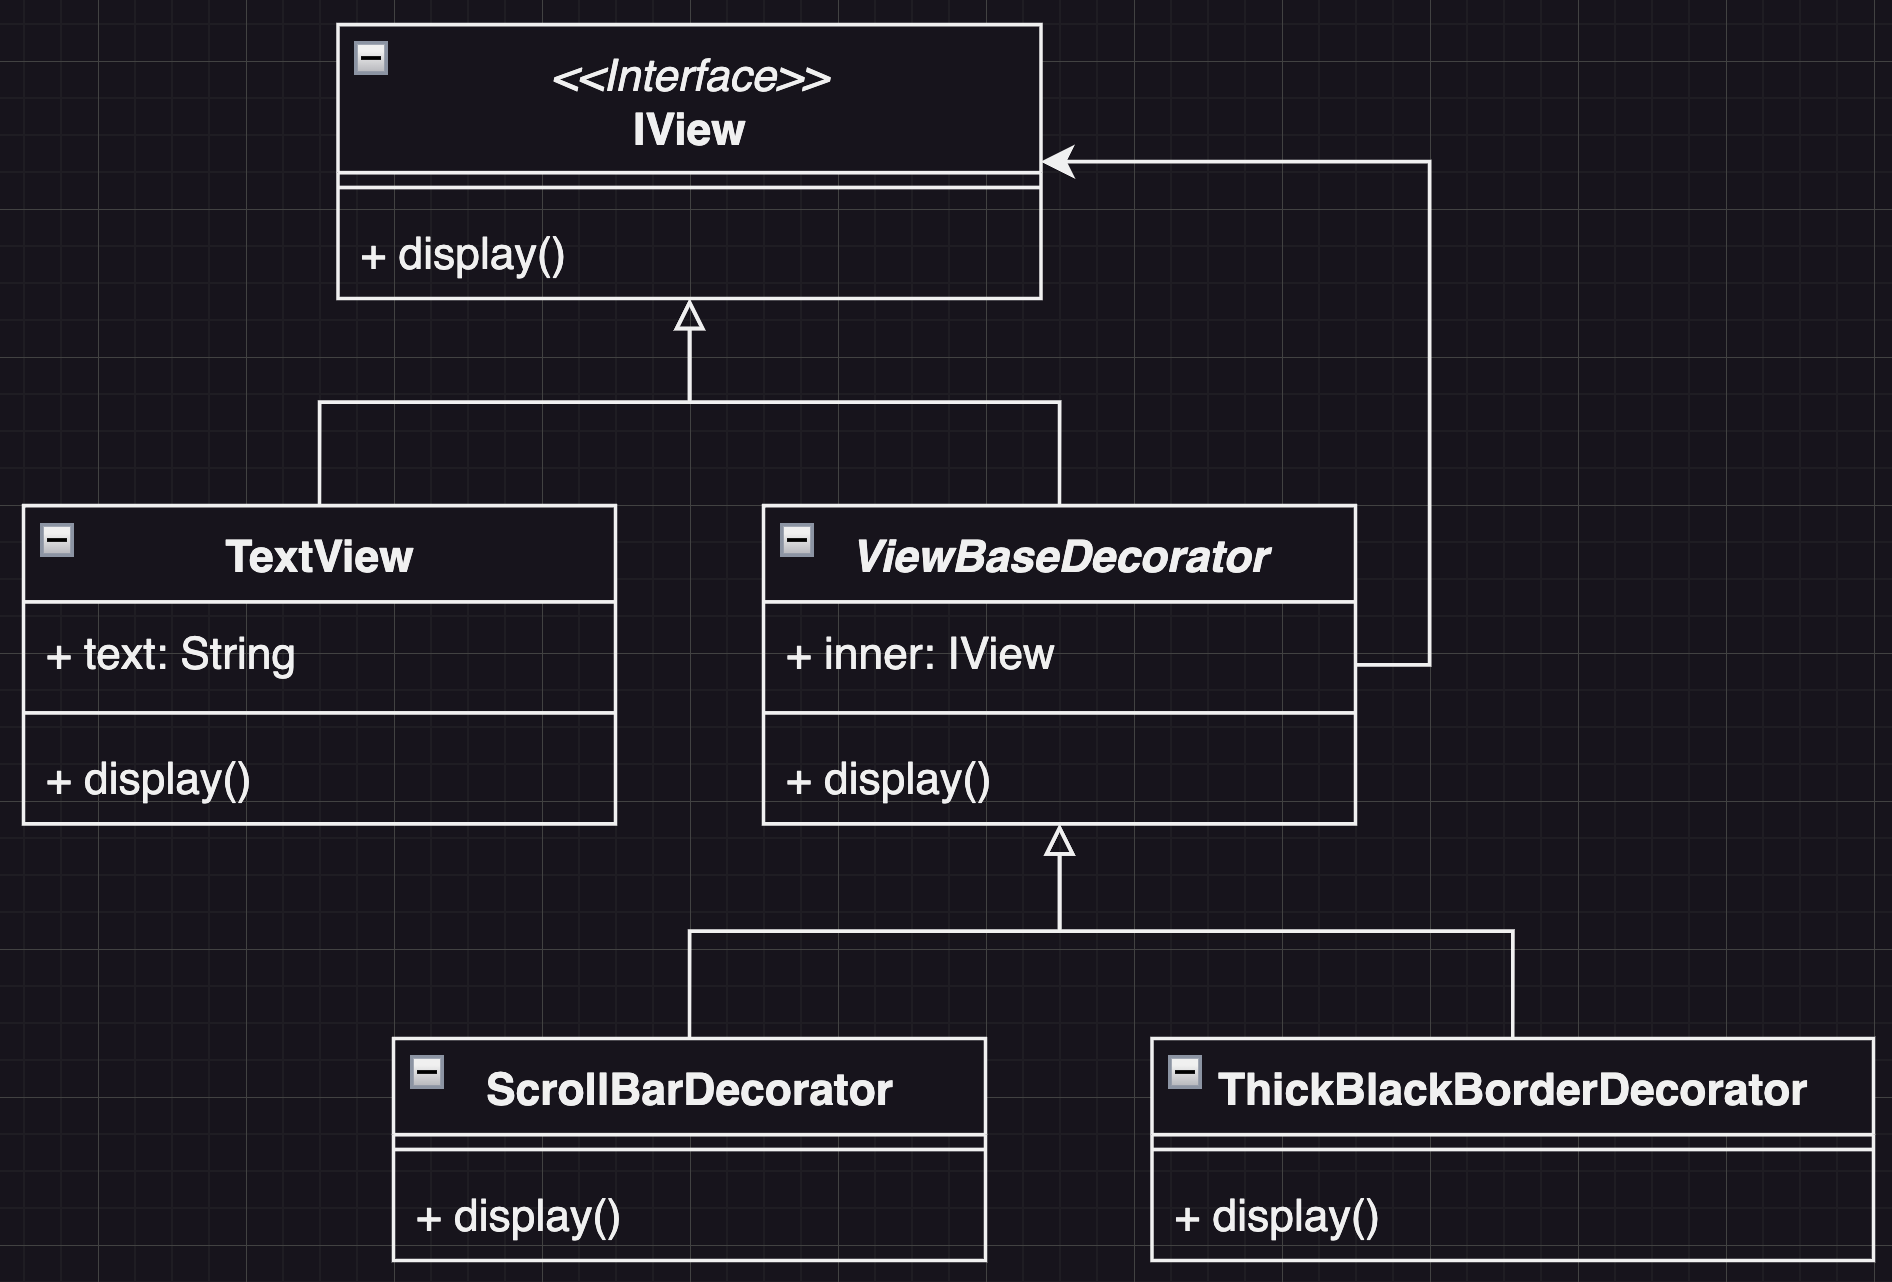 <<Interface>>
IView
+ display()
TextView
+ text: String
+ display()
ViewBaseDecorator
+ inner: IView
+ display()
ScrollBarDecorator
+ display()
ThickBlackBorderDecorator
+ display()